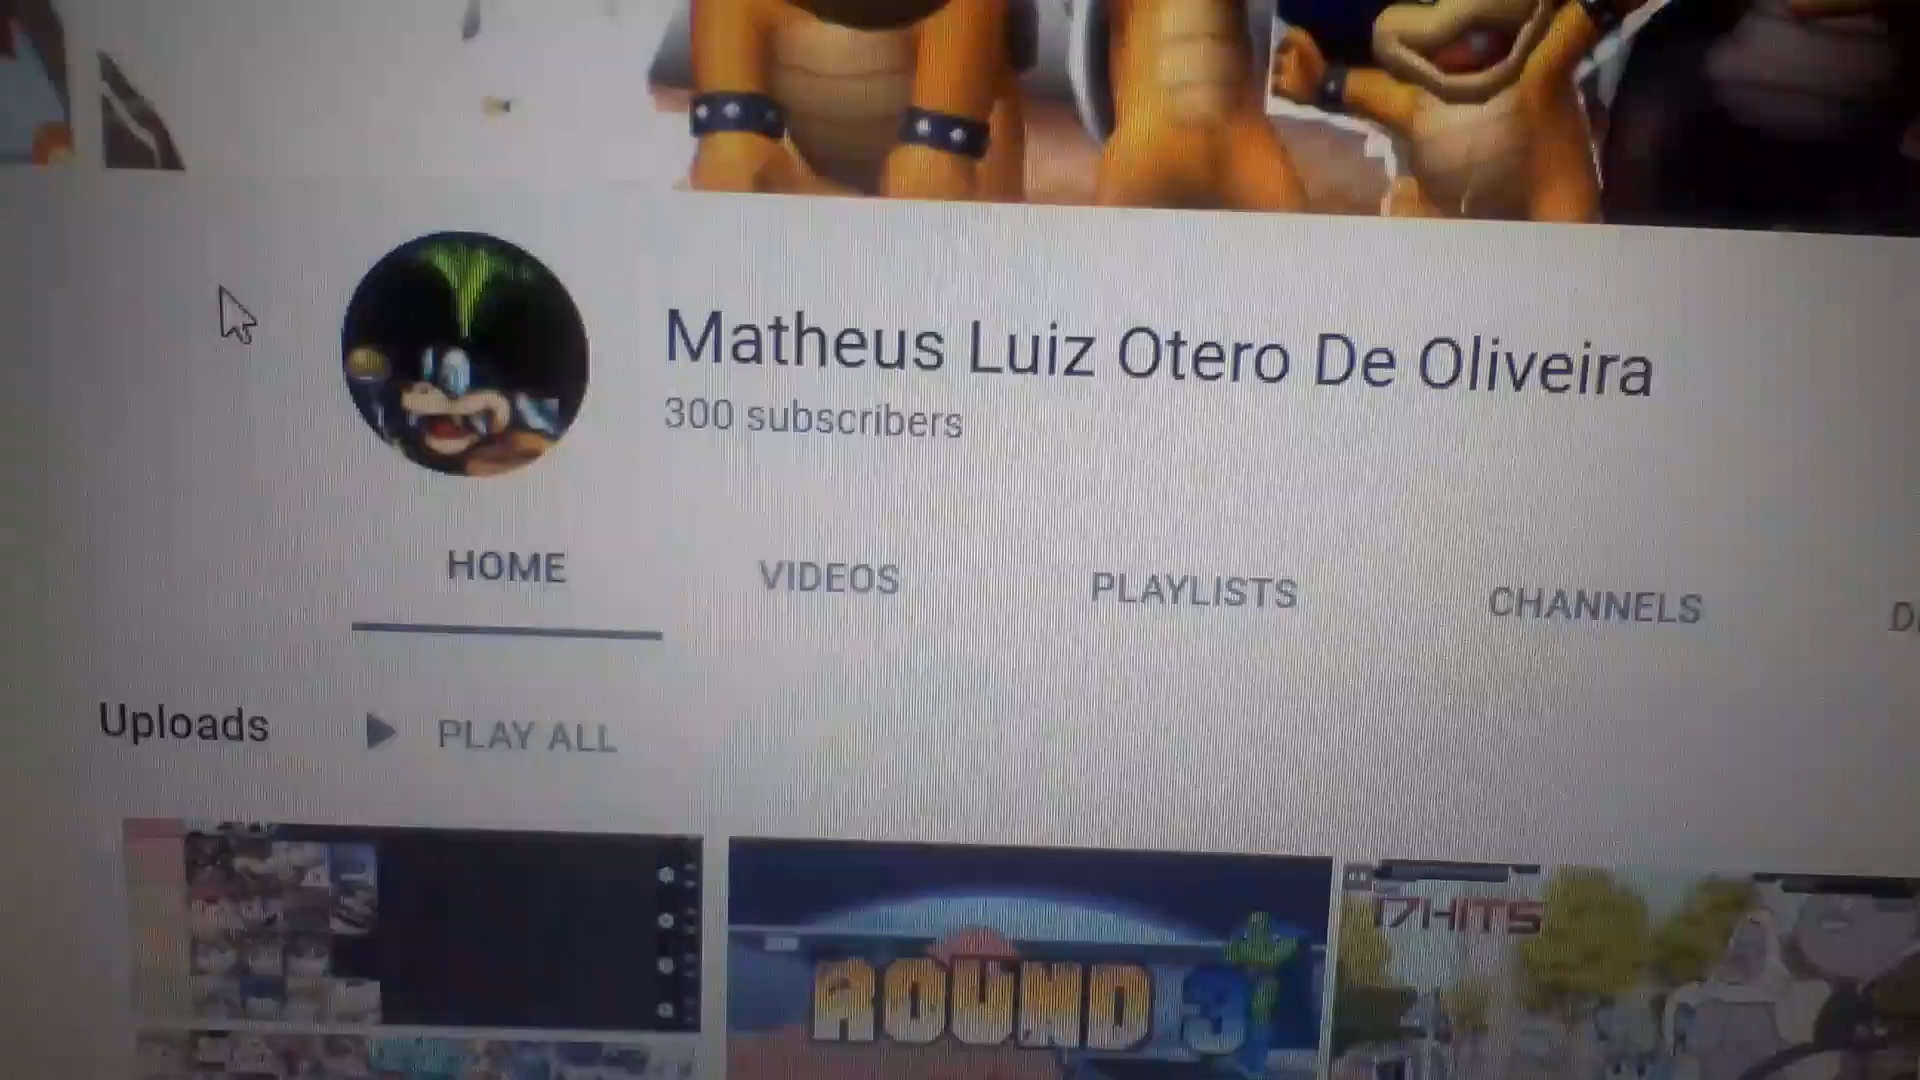 Matheus Luiz Otero De Oliveira
300 subscribers
HOME
VIDEOS
PLAYLISTS
CHANNELS
Uploads
PLAY ALL
ROUND 3
17HITS